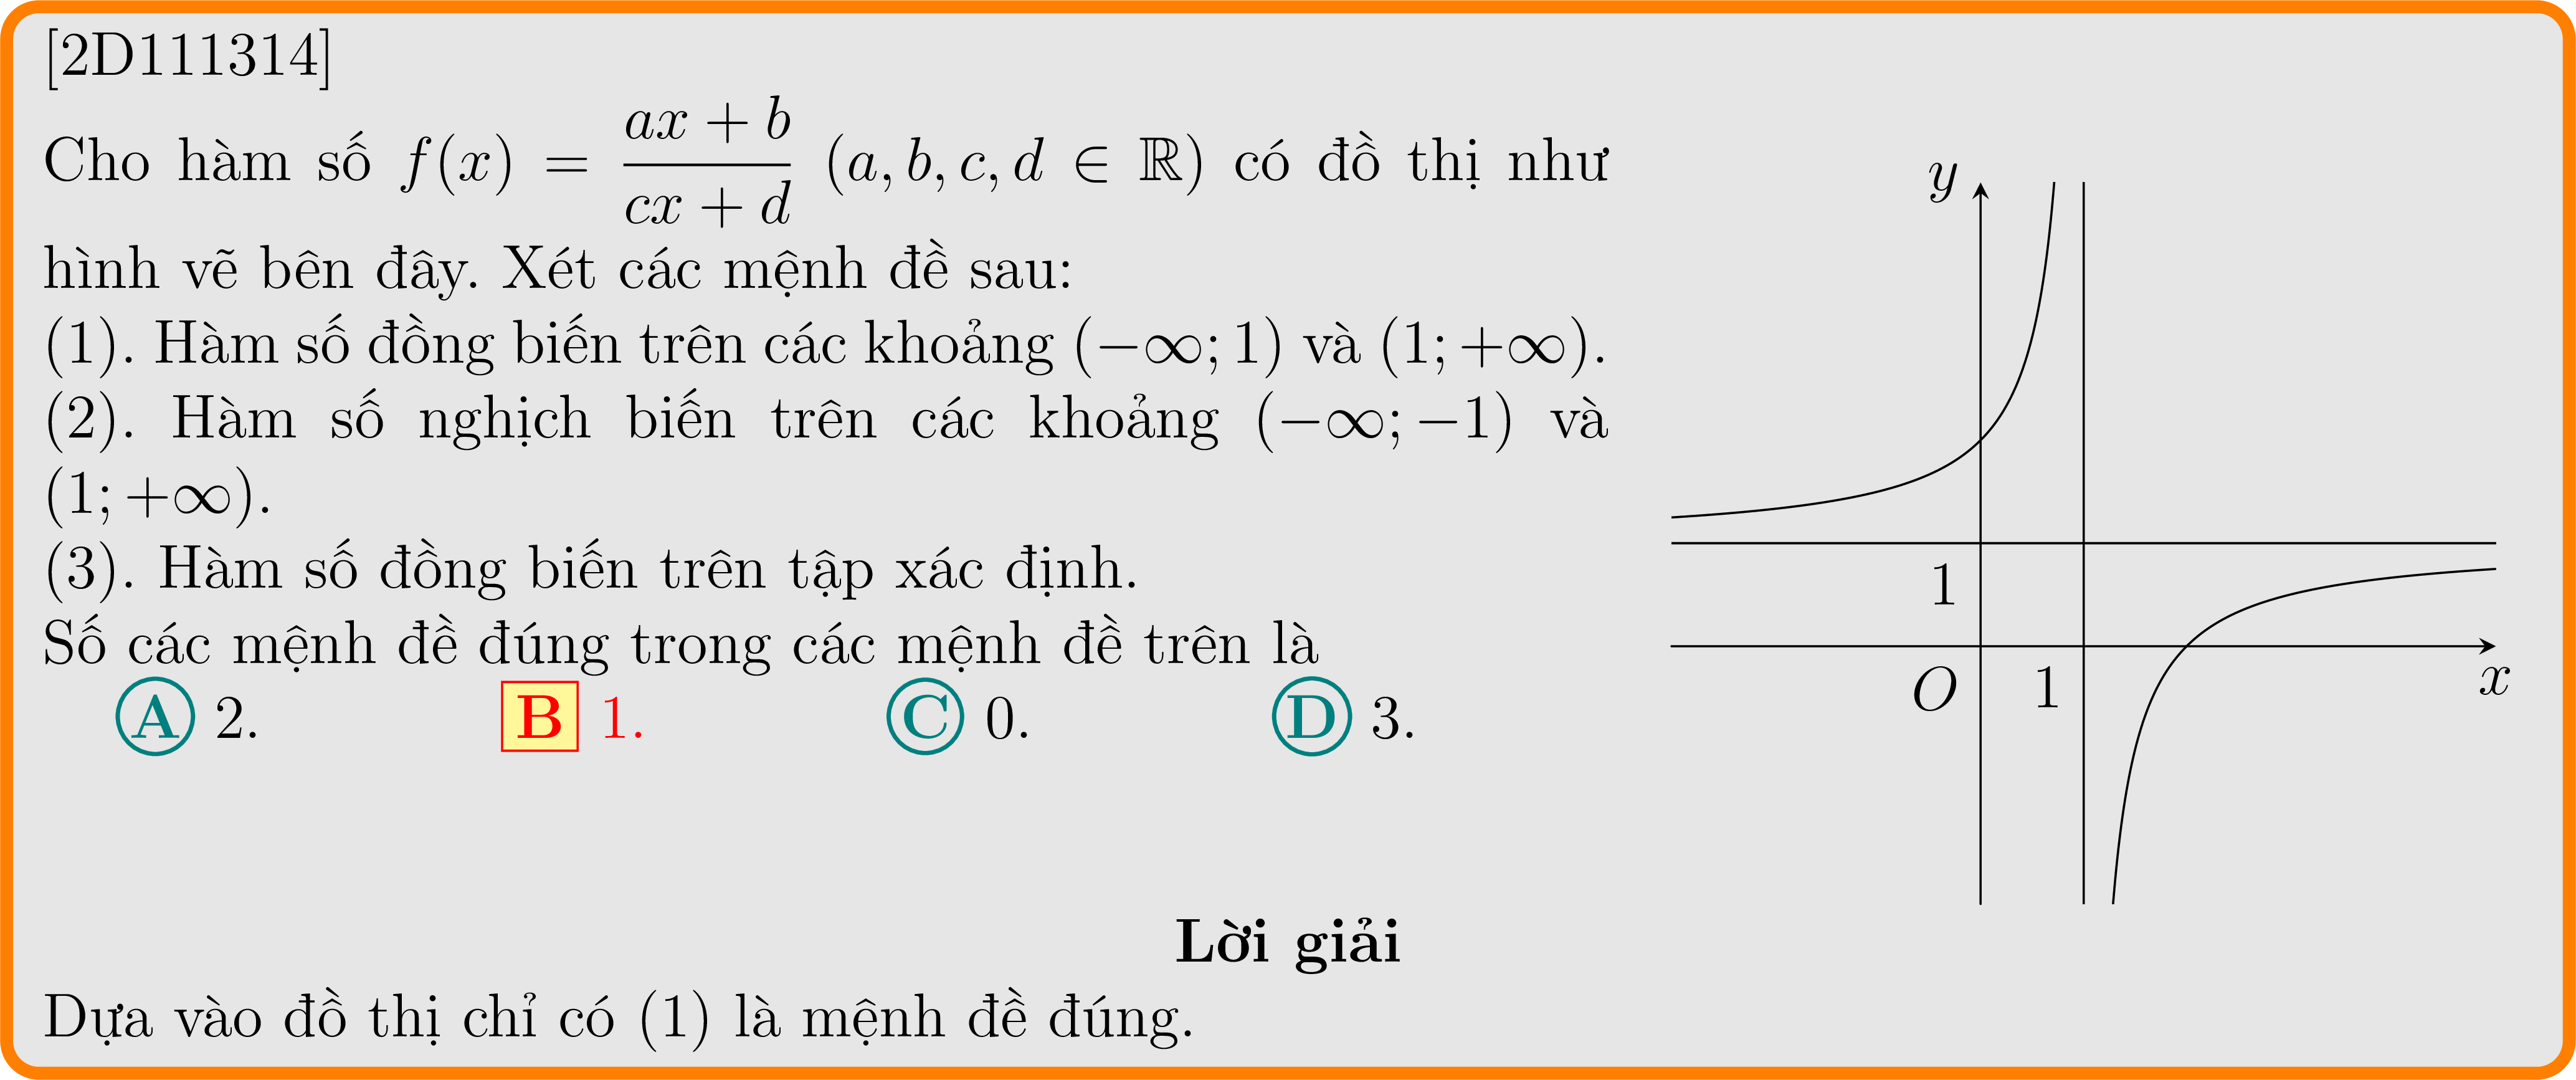 [2D111314]
Cho hàm số $f(x) = \dfrac{ax + b}{cx + d}$ $(a, b, c, d \in \mathbb{R})$ có đồ thị như
hình vẽ bên đây. Xét các mệnh đề sau:
(1). Hàm số đồng biến trên các khoảng $(-\infty; 1)$ và $(1; +\infty)$.
(2). Hàm số nghịch biến trên các khoảng $(-\infty; -1)$ và
$(1; +\infty)$.
(3). Hàm số đồng biến trên tập xác định.
Số các mệnh đề đúng trong các mệnh đề trên là
A 2. B 1. C 0. D 3.
y
1
O 1 x
Lời giải
Dựa vào đồ thị chỉ có (1) là mệnh đề đúng.